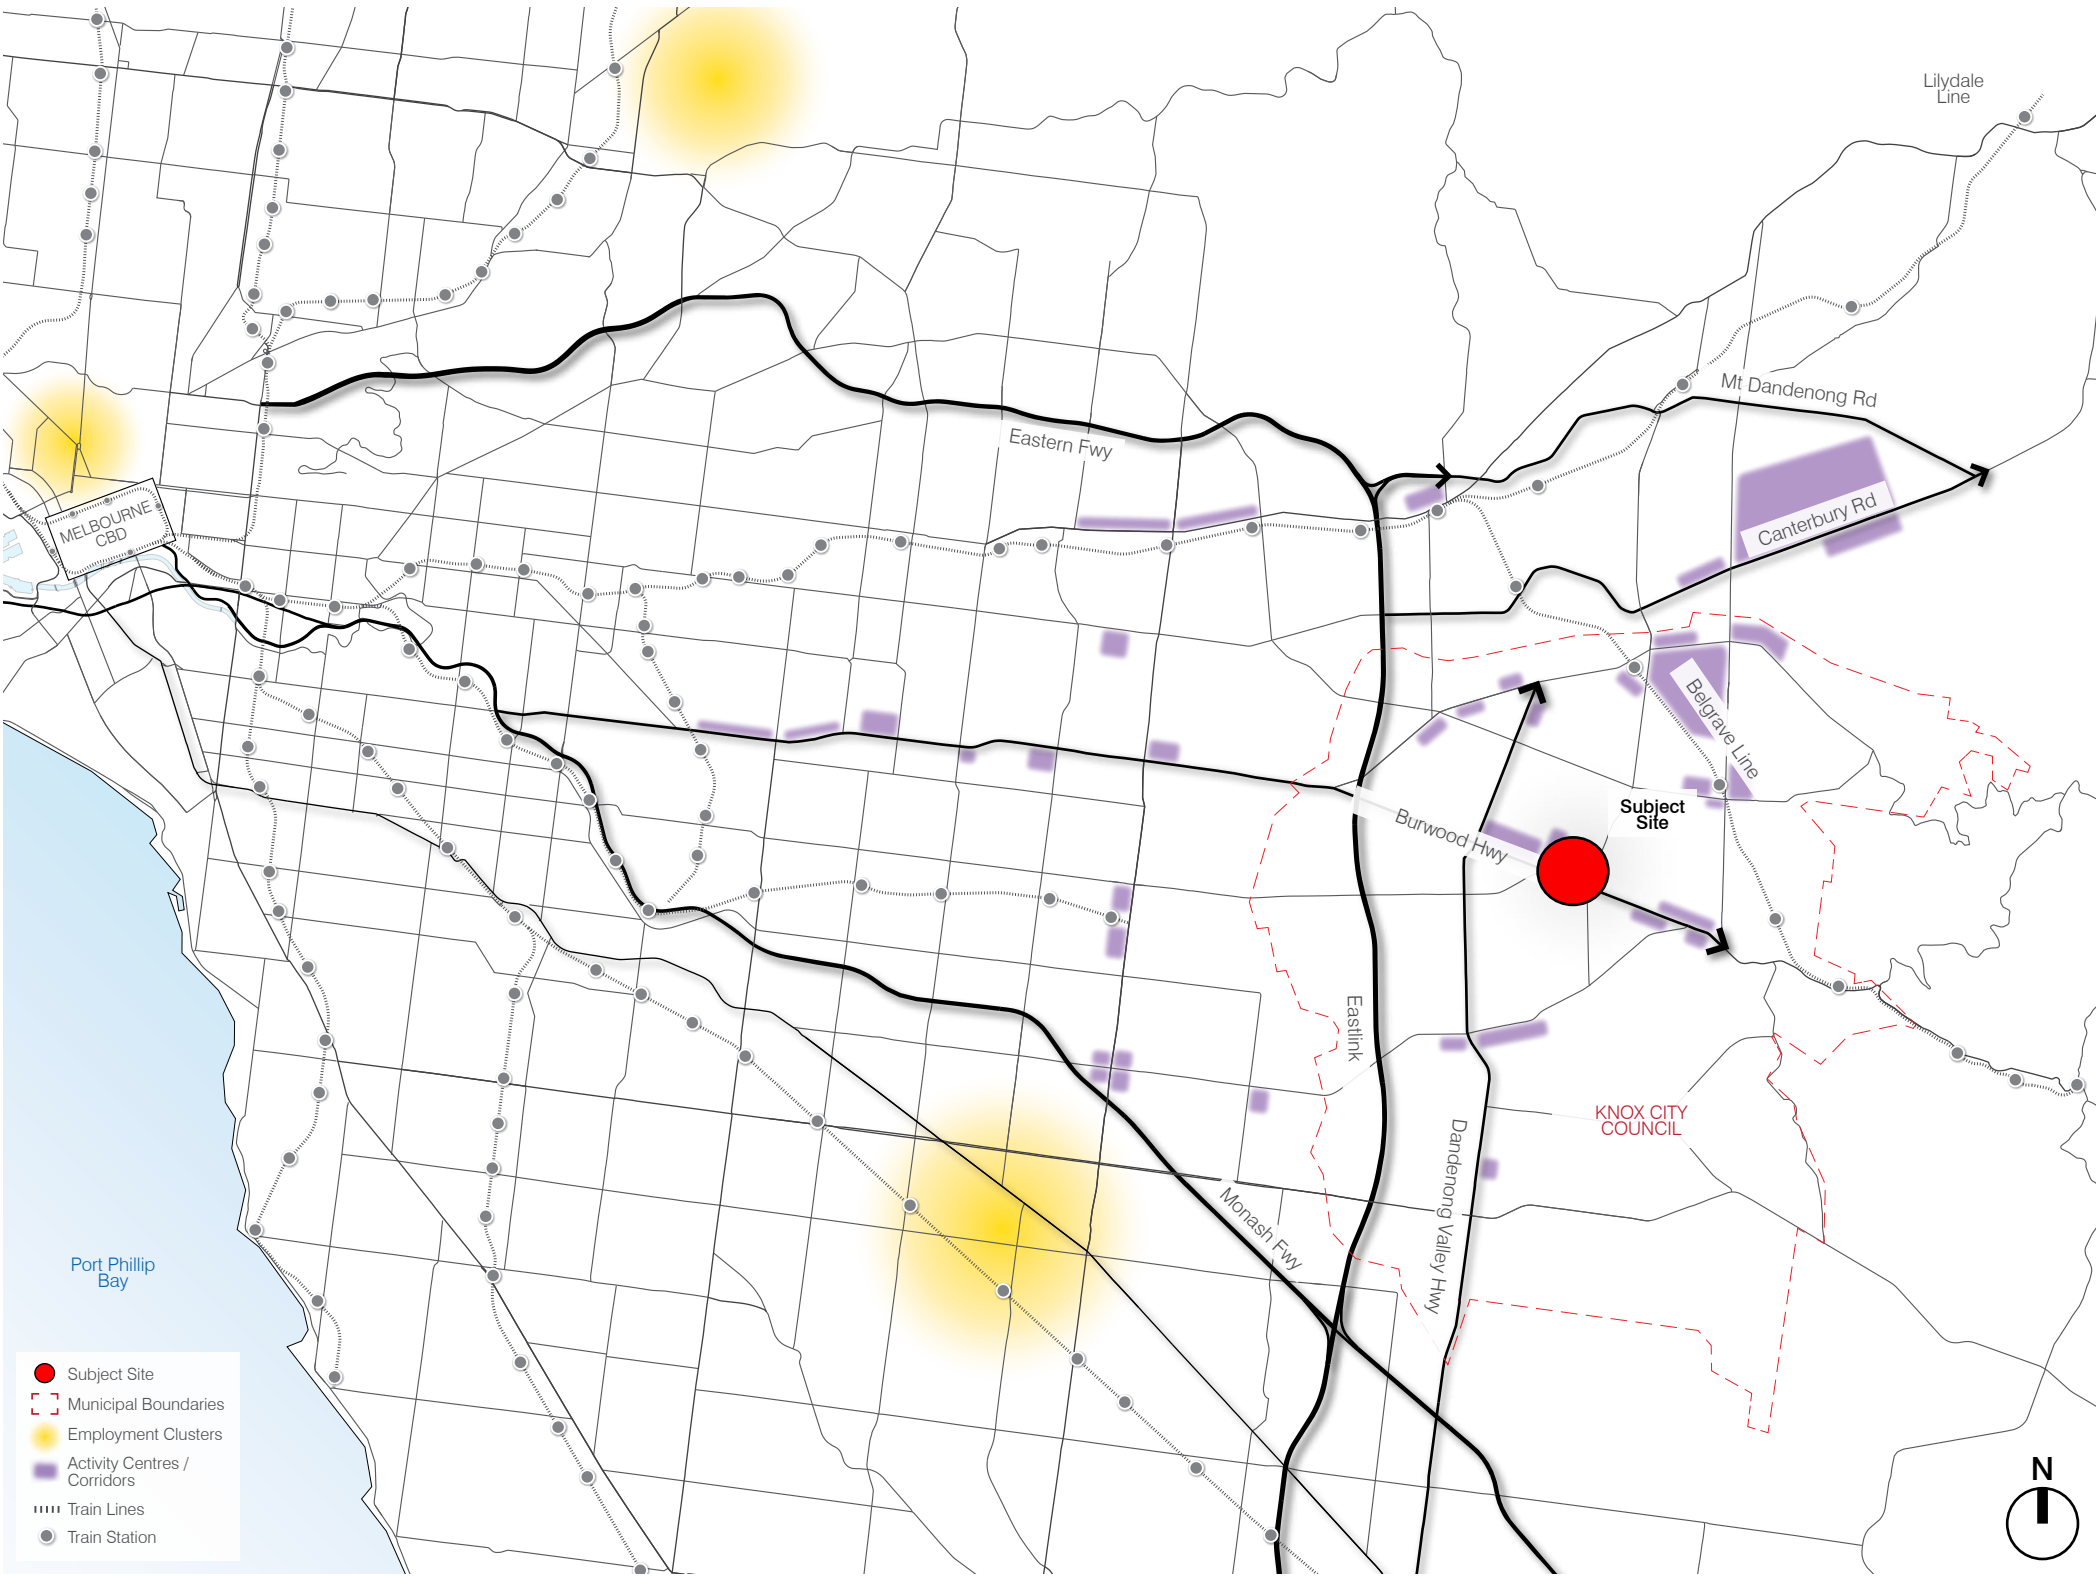 Lilydale
Line
Mt Dandenong Rd
Eastern Fwy
Canterbury Rd
MELBOURNE
CBD
Belgrave Line
Subject
Site
Burwood Hwy
Eastlink
KNOX CITY
COUNCIL
Dandenong Valley Hwy
Monash Fwy
Port Phillip
Bay
Subject Site
Municipal Boundaries
Employment Clusters
Activity Centres /
Corridors
Train Lines
Train Station
N